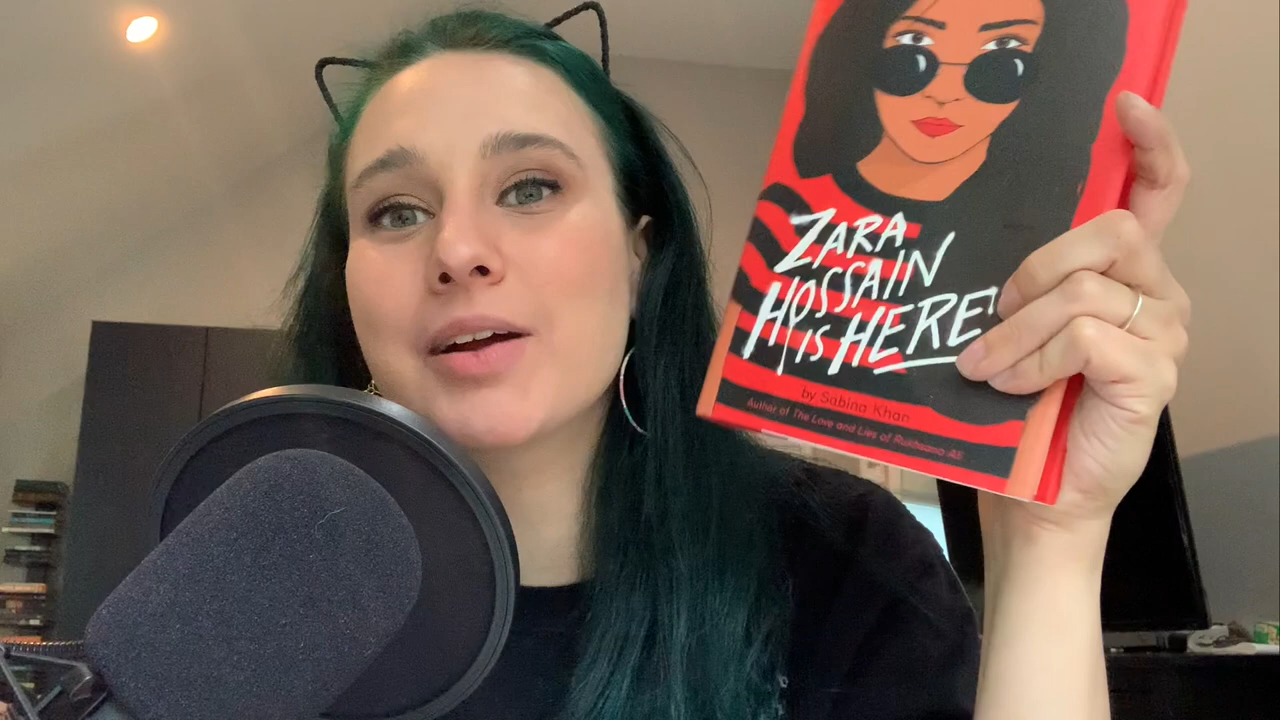 ZARA
HOSSAIN
is HERE
by Sabina Khan
Author of The Love and Lies of Rukhsana Ali